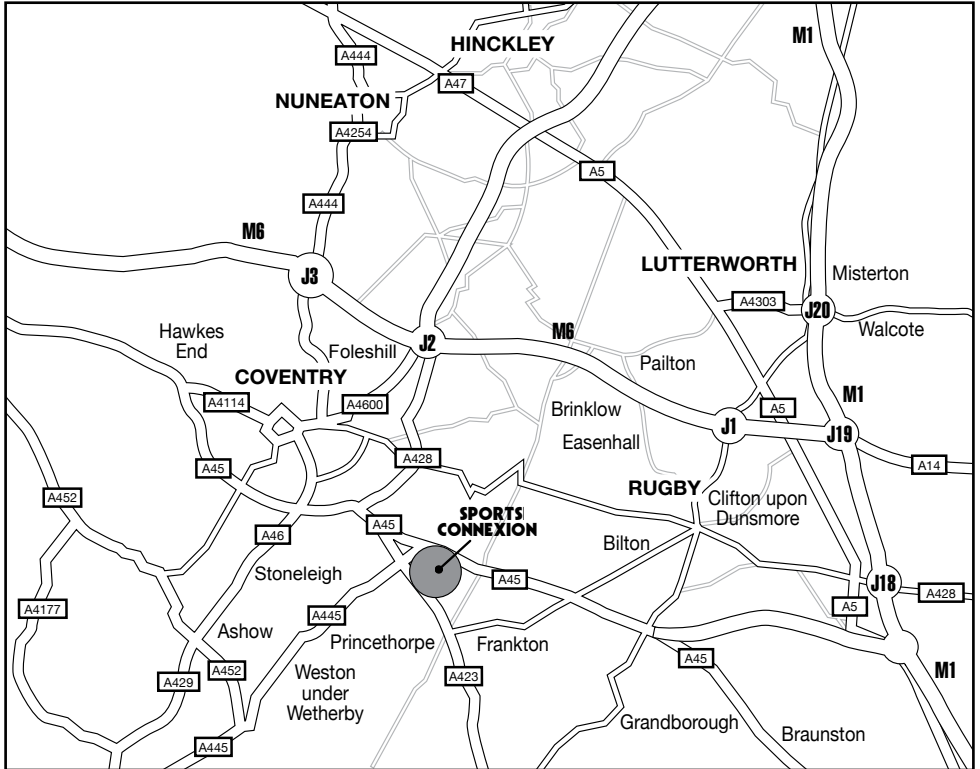 M1
HINCKLEY
A444
A47
NUNEATON
A4254
A5
A444
M6
LUTTERWORTH
J3
Misterton
A4303
J20
Walcote
Hawkes
End
Foleshill
J2
M6
Pailton
COVENTRY
A4114
A4600
M1
A5
Brinklow
J1
J19
Easenhall
A428
A45
A14
RUGBY
Clifton upon
Dunsmore
A452
SPORTS
CONNEXION
A45
A46
Bilton
Stoneleigh
A45
J18
A428
A4177
A445
A5
Ashow
Princethorpe
Frankton
A452
A429
Weston
under
Wetherby
A423
A45
M1
Grandborough
Braunston
A445